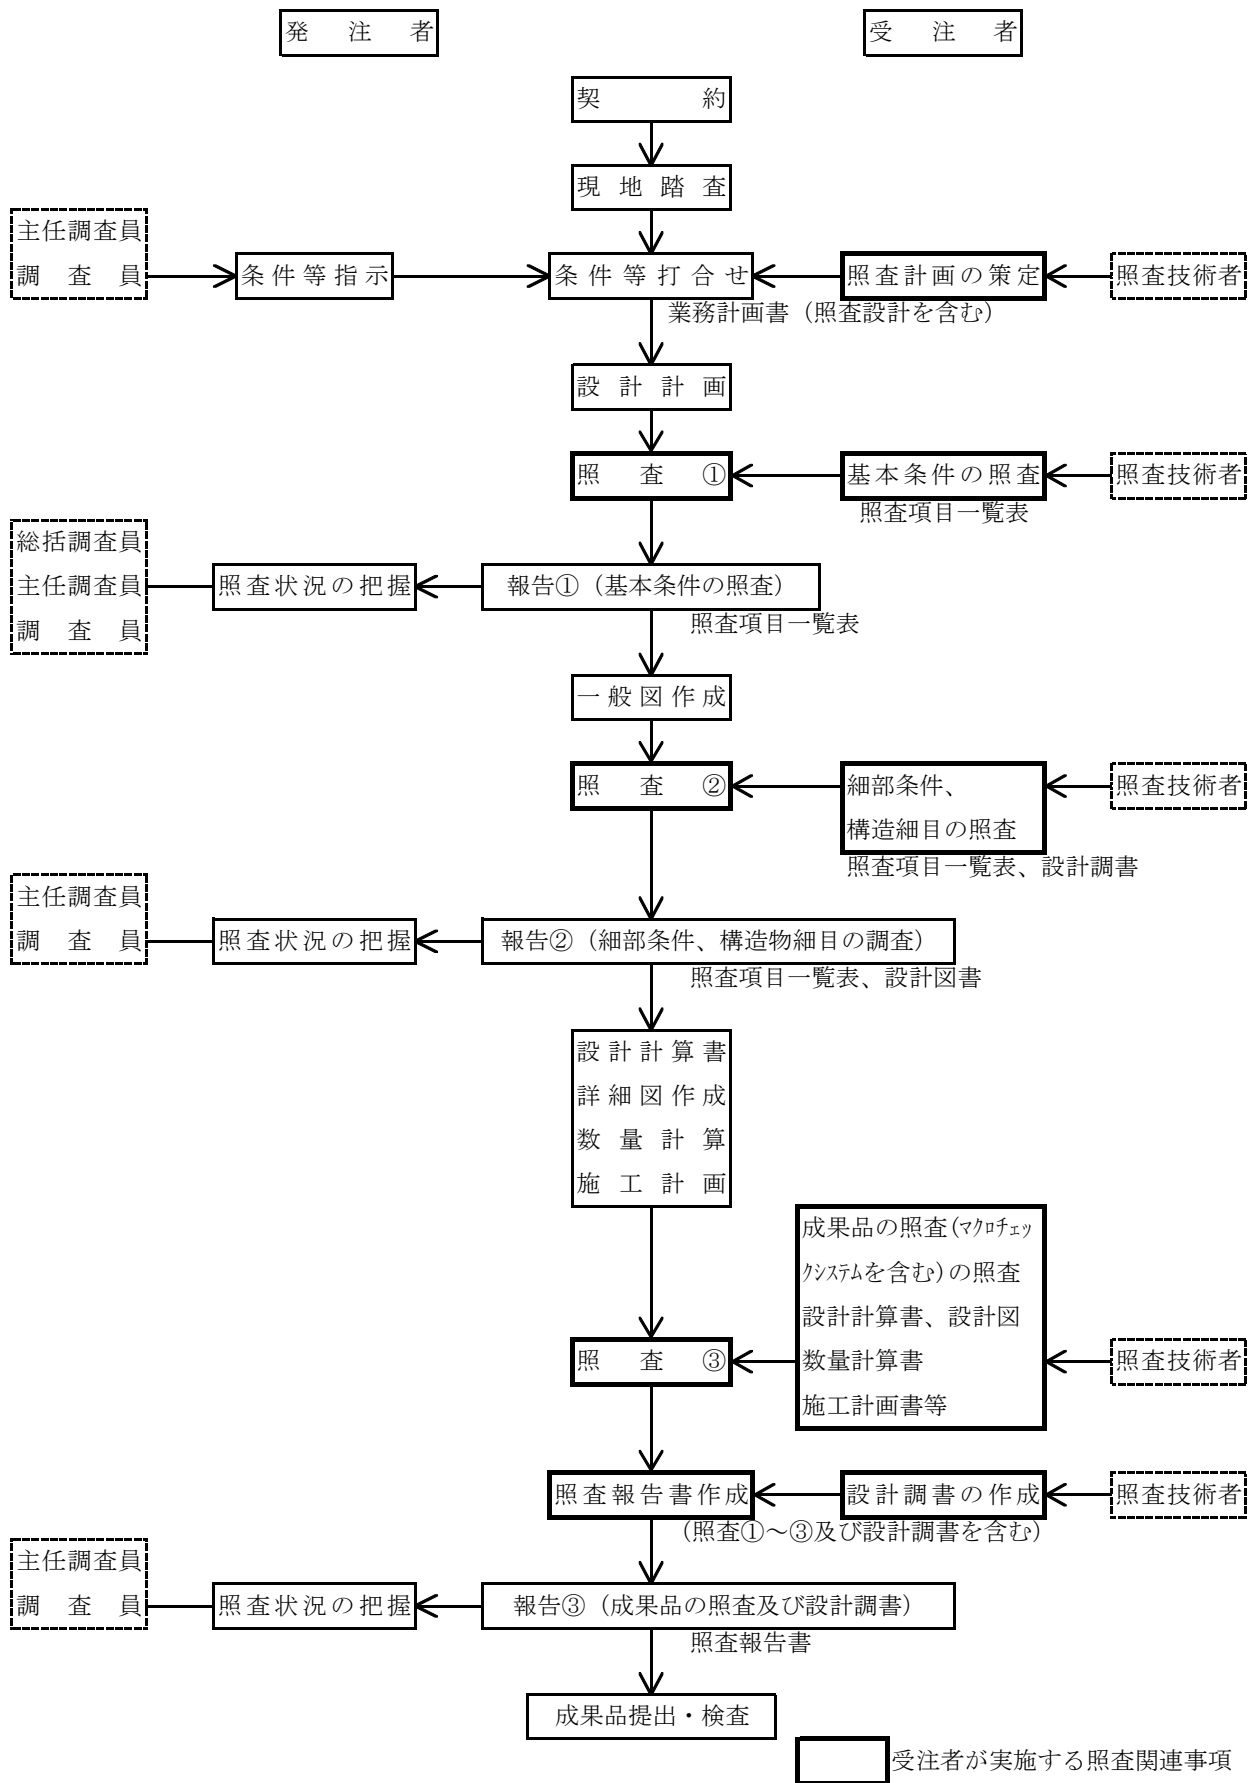 発注者
受注者
契約
現地踏査
主任調査員
調査員
条件等指示
条件等打合せ
照査計画の策定
照査技術者
業務計画書（照査設計を含む）
設計計画
照査①
基本条件の照査
照査技術者
照査項目一覧表
総括調査員
主任調査員
調査員
照査状況の把握
報告①（基本条件の照査）
照査項目一覧表
一般図作成
照査②
細部条件、
構造細目の照査
照査技術者
照査項目一覧表、設計調書
主任調査員
調査員
照査状況の把握
報告②（細部条件、構造物細目の調査）
照査項目一覧表、設計図書
設計計算書
詳細図作成
数量計算
施工計画
成果品の照査(ﾏｸﾛﾁｪｯ
ｸｼｽﾃﾑを含む)の照査
設計計算書、設計図
数量計算書
施工計画書等
照査③
照査技術者
照査報告書作成
設計調書の作成
照査技術者
（照査①～③及び設計調書を含む）
主任調査員
調査員
照査状況の把握
報告③（成果品の照査及び設計調書）
照査報告書
成果品提出・検査
受注者が実施する照査関連事項